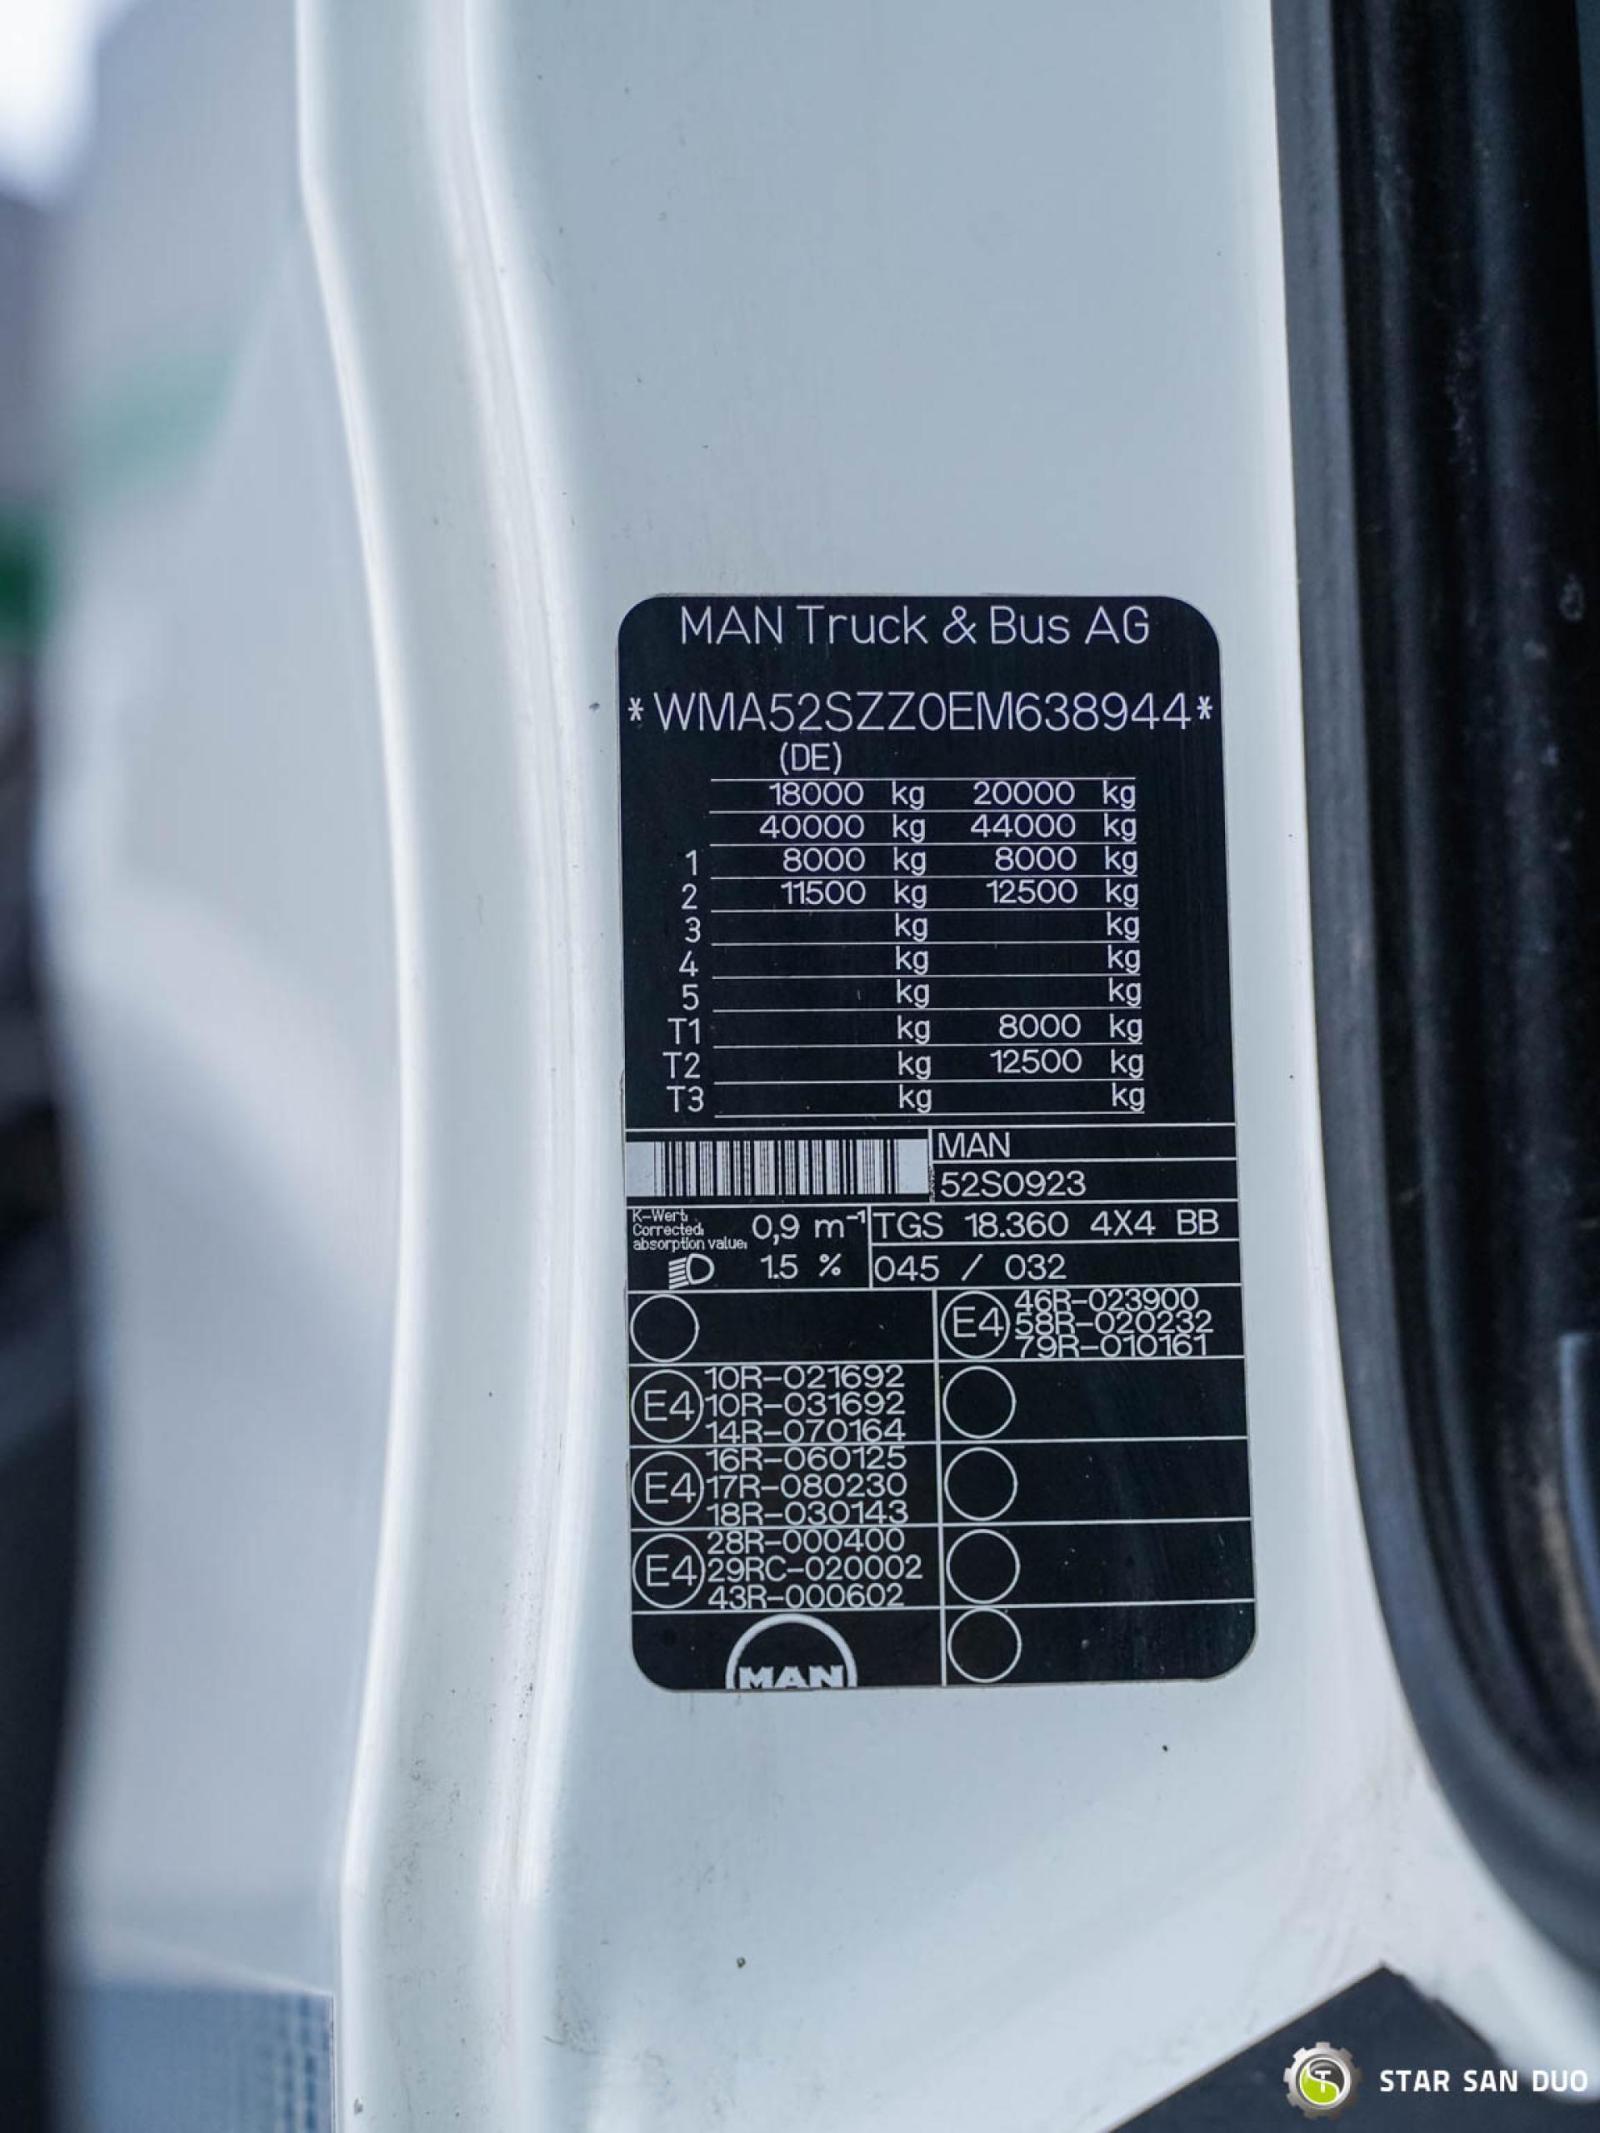 MAN Truck & Bus AG
* WMA52SZZ0EM638944 *
(DE)
18000 kg 20000 kg
40000 kg 44000 kg
1 8000 kg 8000 kg
2 11500 kg 12500 kg
3 kg kg
4 kg kg
5 kg kg
T1 kg 8000 kg
T2 kg 12500 kg
T3 kg kg
MAN
52S0923
K-Wert:
Corrected
absorption value: 0,9 m⁻¹
TGS 18.360 4X4 BB
1.5 %
045 / 032
E4
46R-023900
58R-020232
79R-010161
E4
10R-021692
10R-031692
14R-070164
E4
16R-060125
17R-080230
18R-030143
E4
28R-000400
29RC-020002
43R-000602
MAN
STAR SAN DUO